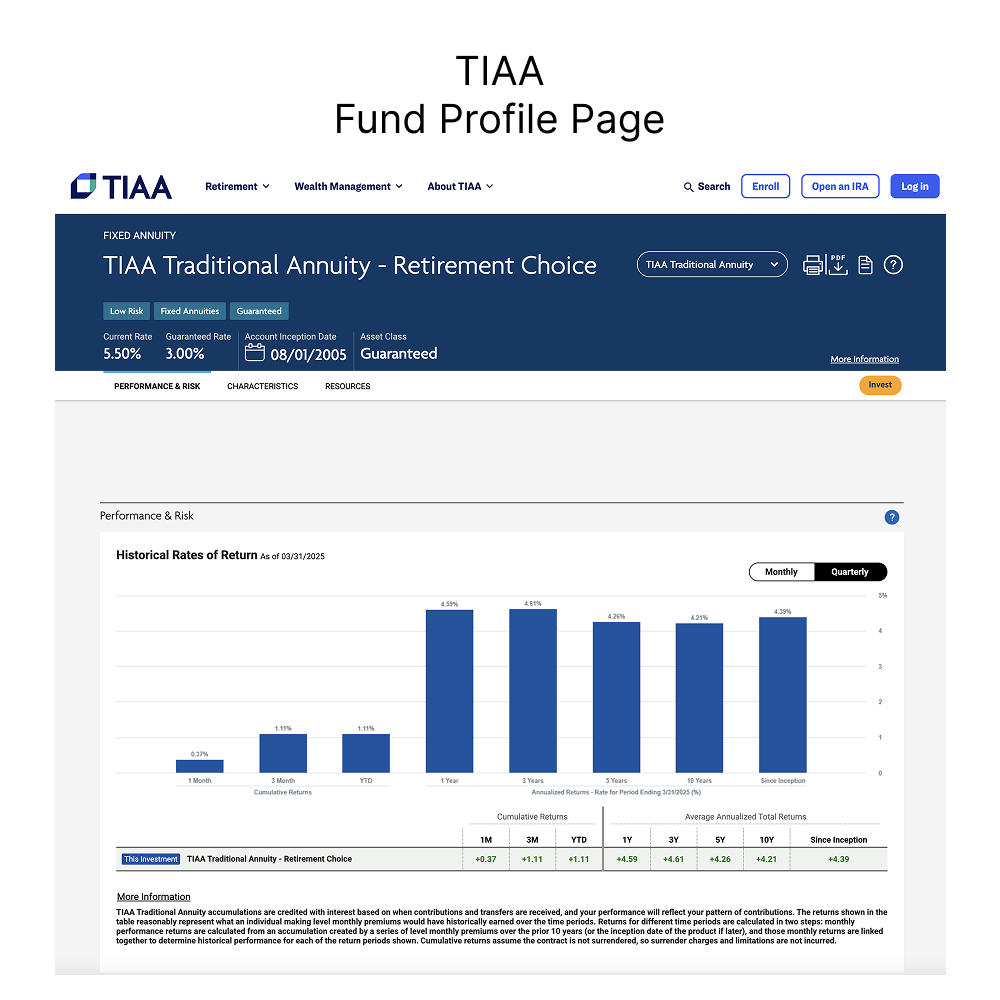 TIAA
Fund Profile Page
TIAA
Retirement
Wealth Management
About TIAA
Search
Enroll
Open an IRA
Log in
FIXED ANNUITY
TIAA Traditional Annuity - Retirement Choice
TIAA Traditional Annuity
PDF
?
Low Risk
Fixed Annuities
Guaranteed
Current Rate
5.50%
Guaranteed Rate
3.00%
Account Inception Date
08/01/2005
Asset Class
Guaranteed
More Information
PERFORMANCE & RISK
CHARACTERISTICS
RESOURCES
Invest
Performance & Risk
?
Historical Rates of Return As of 03/31/2025
Monthly
Quarterly
5%
4
3
2
1
0
0.37%
1.11%
1.11%
4.59%
4.61%
4.26%
4.21%
4.39%
1 Month
3 Month
YTD
1 Year
3 Years
5 Years
10 Years
Since Inception
Cumulative Returns
Annualized Returns - Rate for Period Ending 3/31/2025 (%)
Cumulative Returns
Average Annualized Total Returns
1M 3M YTD 1Y 3Y 5Y 10Y Since Inception
This Investment TIAA Traditional Annuity - Retirement Choice +0.37 +1.11 +1.11 +4.59 +4.61 +4.26 +4.21 +4.39
More Information
TIAA Traditional Annuity accumulations are credited with interest based on when contributions and transfers are received, and your performance will reflect your pattern of contributions. The returns shown in the
table reasonably represent what an individual making level monthly premiums would have historically earned over the time periods. Returns for different time periods are calculated in two steps: monthly
performance returns are calculated from an accumulation created by a series of level monthly premiums over the prior 10 years (or the inception date of the product if later), and those monthly returns are linked
together to determine historical performance for each of the return periods shown. Cumulative returns assume the contract is not surrendered, so surrender charges and limitations are not incurred.